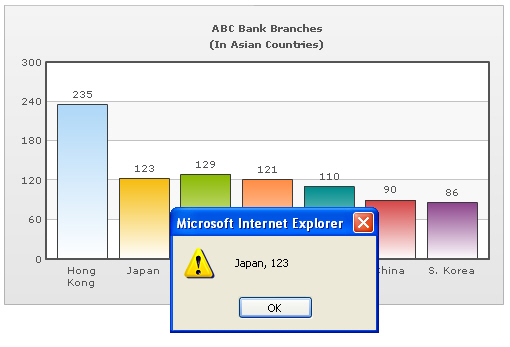 ABC Bank Branches
(In Asian Countries)
300
240
180
120
60
0
235
123
129
121
110
90
86
Hong
Kong
Japan
S. Korea
Microsoft Internet Explorer
Japan, 123
OK